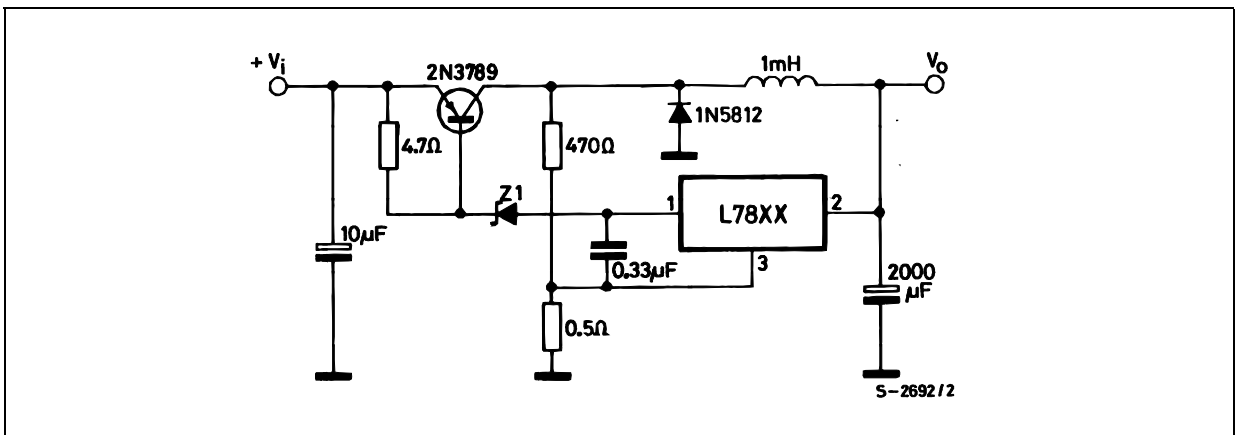 + Vi
2N3789
1mH
Vo
4.7Ω
470Ω
1N5812
Z1
1
L78XX
2
10µF
0.33µF
3
2000
µF
0.5Ω
S-2692/2